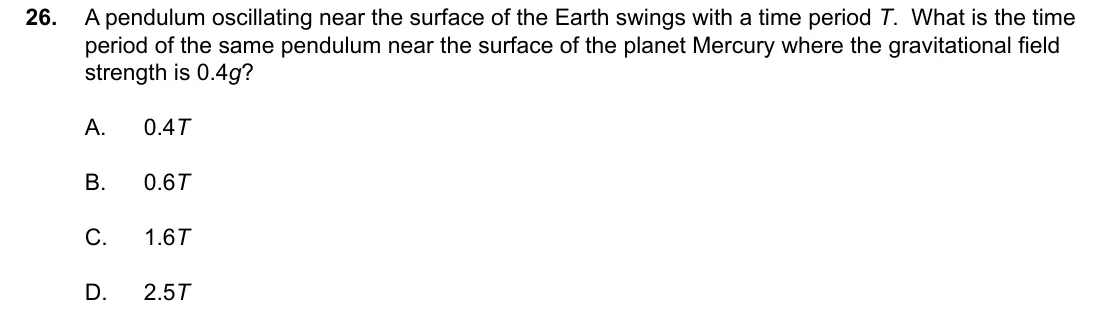 26. A pendulum oscillating near the surface of the Earth swings with a time period T. What is the time
period of the same pendulum near the surface of the planet Mercury where the gravitational field
strength is 0.4g?
A. 0.4T
B. 0.6T
C. 1.6T
D. 2.5T